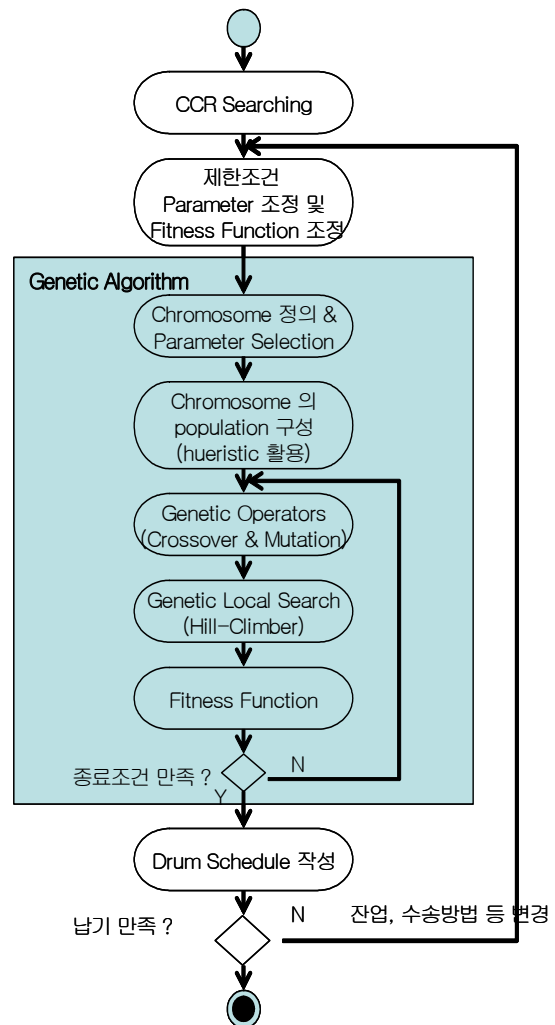 CCR Searching
제한조건
Parameter 조정 및
Fitness Function 조정
Genetic Algorithm
Chromosome 정의 &
Parameter Selection
Chromosome 의
population 구성
(hueristic 활용)
Genetic Operators
(Crossover & Mutation)
Genetic Local Search
(Hill-Climber)
Fitness Function
종료조건 만족 ?
N
Y
Drum Schedule 작성
납기 만족 ?
N
잔업, 수송방법 등 변경